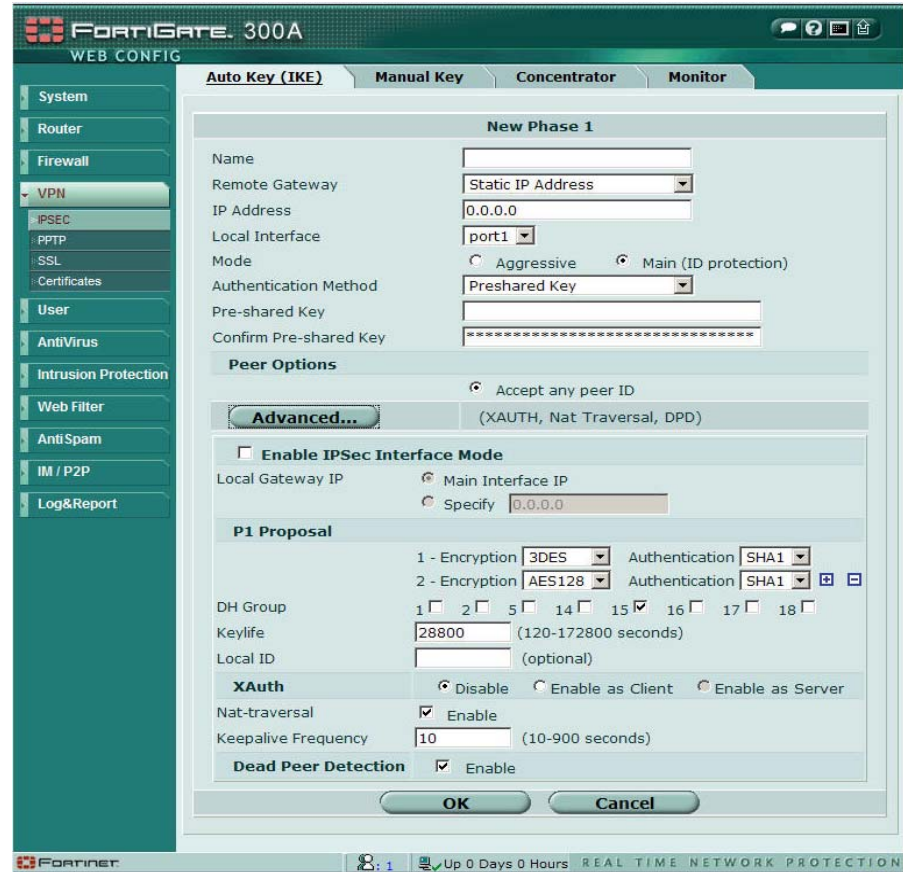 FORTIGATE. 300A
WEB CONFIG
Auto Key (IKE) Manual Key Concentrator Monitor
System
Router
Firewall
VPN
IPSEC
PPTP
SSL
Certificates
User
AntiVirus
Intrusion Protection
Web Filter
AntiSpam
IM / P2P
Log&Report
New Phase 1
Name
Remote Gateway Static IP Address
IP Address 0.0.0.0
Local Interface port1
Mode Aggressive Main (ID protection)
Authentication Method Preshared Key
Pre-shared Key
Confirm Pre-shared Key ******************************
Peer Options
Accept any peer ID
Advanced... (XAUTH, Nat Traversal, DPD)
Enable IPSec Interface Mode
Local Gateway IP Main Interface IP
Specify 0.0.0.0
P1 Proposal
1 - Encryption 3DES Authentication SHA1
2 - Encryption AES128 Authentication SHA1
DH Group 1 2 5 14 15 16 17 18
Keylife 28800 (120-172800 seconds)
Local ID (optional)
XAuth Disable Enable as Client Enable as Server
Nat-traversal Enable
Keepalive Frequency 10 (10-900 seconds)
Dead Peer Detection Enable
OK Cancel
FORTINET : 1 Up 0 Days 0 Hours REAL TIME NETWORK PROTECTION